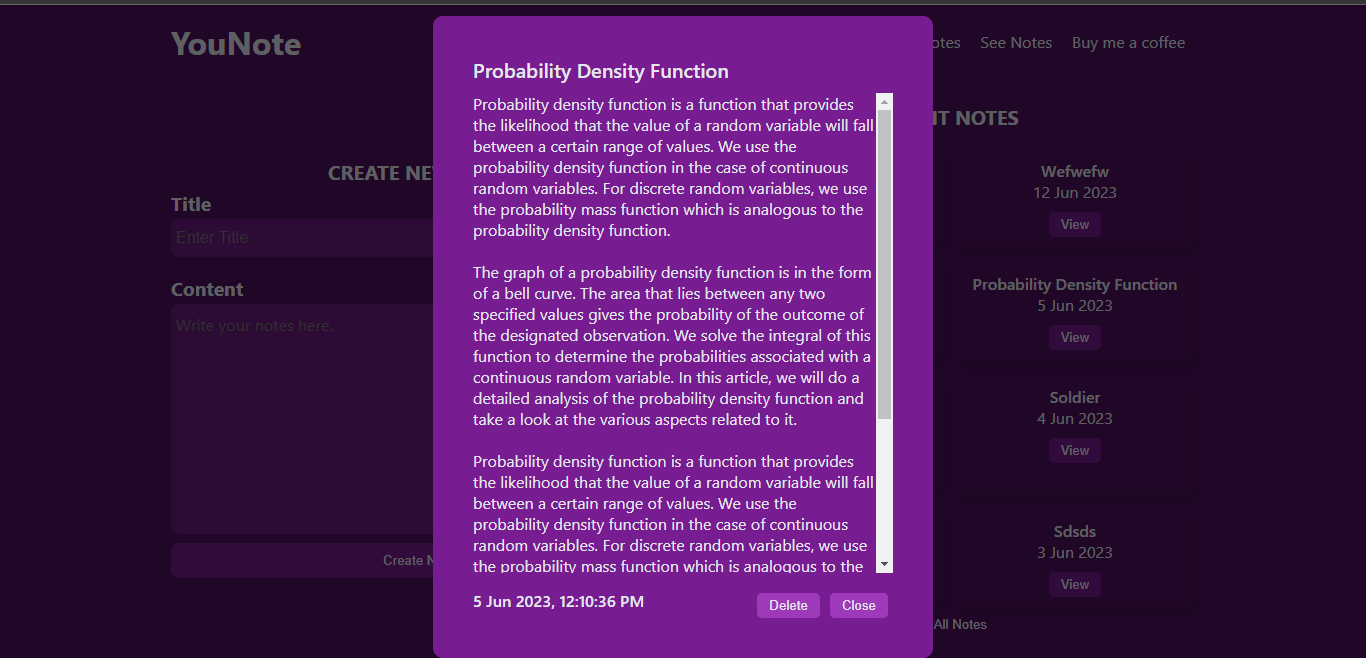 YouNote
See Notes
Buy me a coffee
CREATE
Title
Enter Title
Content
Write your notes here.
Create
Probability Density Function
Probability density function is a function that provides
the likelihood that the value of a random variable will fall
between a certain range of values. We use the
probability density function in the case of continuous
random variables. For discrete random variables, we use
the probability mass function which is analogous to the
probability density function.
The graph of a probability density function is in the form
of a bell curve. The area that lies between any two
specified values gives the probability of the outcome of
the designated observation. We solve the integral of this
function to determine the probabilities associated with a
continuous random variable. In this article, we will do a
detailed analysis of the probability density function and
take a look at the various aspects related to it.
Probability density function is a function that provides
the likelihood that the value of a random variable will fall
between a certain range of values. We use the
probability density function in the case of continuous
random variables. For discrete random variables, we use
the probability mass function which is analogous to the
5 Jun 2023, 12:10:36 PM
Delete
Close
NOTES
Wefwefw
12 Jun 2023
View
Probability Density Function
5 Jun 2023
View
Soldier
4 Jun 2023
View
Sdsds
3 Jun 2023
View
All Notes